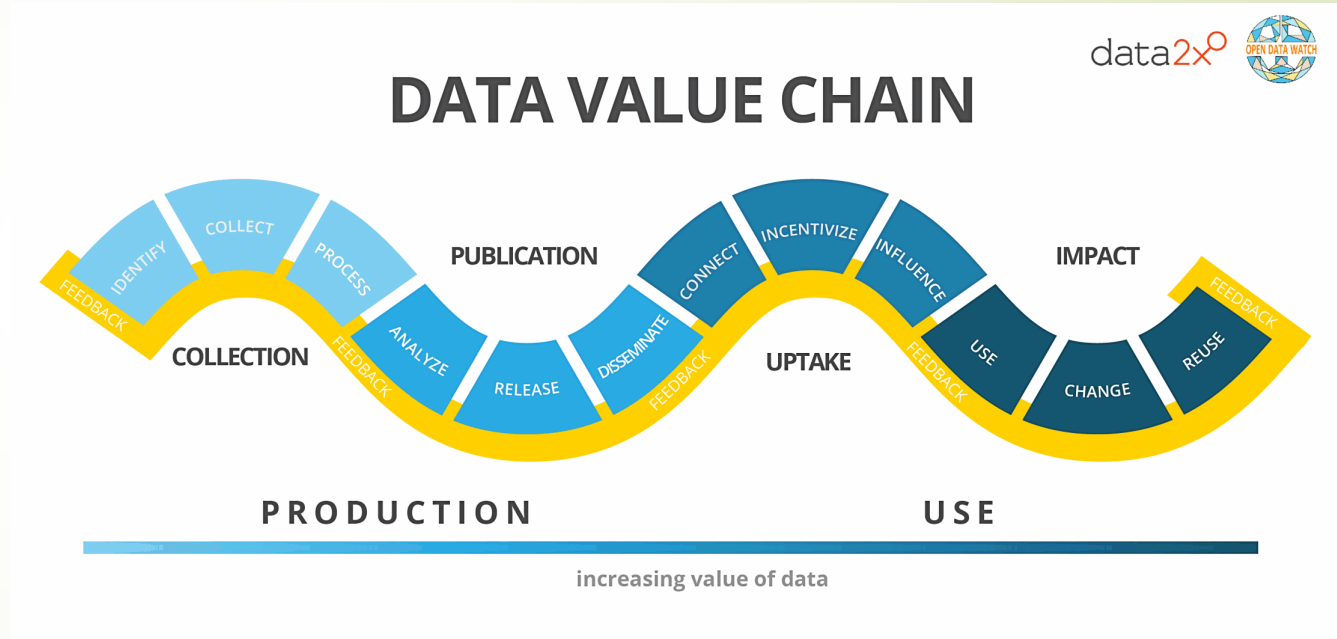 data2x
OPEN DATA WATCH
DATA VALUE CHAIN
IDENTIFY
COLLECT
PROCESS
FEEDBACK
COLLECTION
PUBLICATION
ANALYZE
RELEASE
DISSEMINATE
FEEDBACK
FEEDBACK
CONNECT
INCENTIVIZE
INFLUENCE
UPTAKE
FEEDBACK
IMPACT
USE
CHANGE
REUSE
FEEDBACK
PRODUCTION
USE
increasing value of data